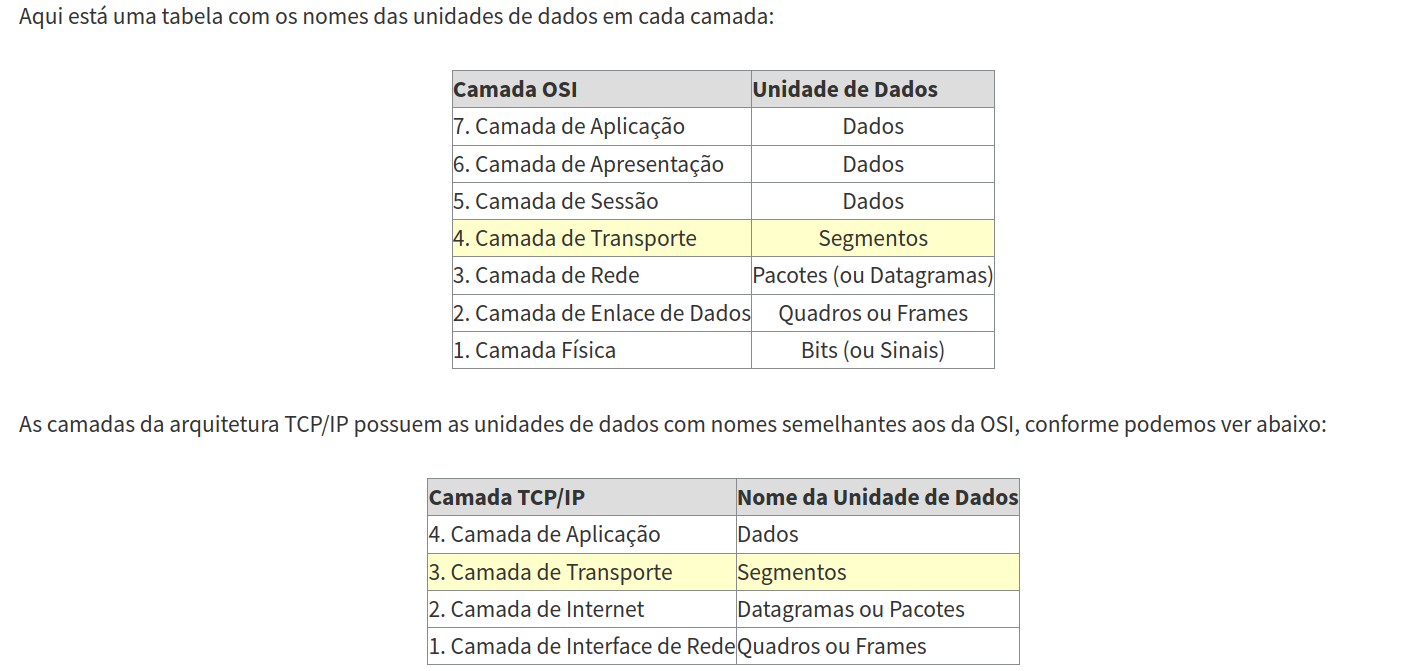 Aqui está uma tabela com os nomes das unidades de dados em cada camada:
Camada OSI Unidade de Dados
7. Camada de Aplicação Dados
6. Camada de Apresentação Dados
5. Camada de Sessão Dados
4. Camada de Transporte Segmentos
3. Camada de Rede Pacotes (ou Datagramas)
2. Camada de Enlace de Dados Quadros ou Frames
1. Camada Física Bits (ou Sinais)
As camadas da arquitetura TCP/IP possuem as unidades de dados com nomes semelhantes aos da OSI, conforme podemos ver abaixo:
Camada TCP/IP Nome da Unidade de Dados
4. Camada de Aplicação Dados
3. Camada de Transporte Segmentos
2. Camada de Internet Datagramas ou Pacotes
1. Camada de Interface de Rede Quadros ou Frames